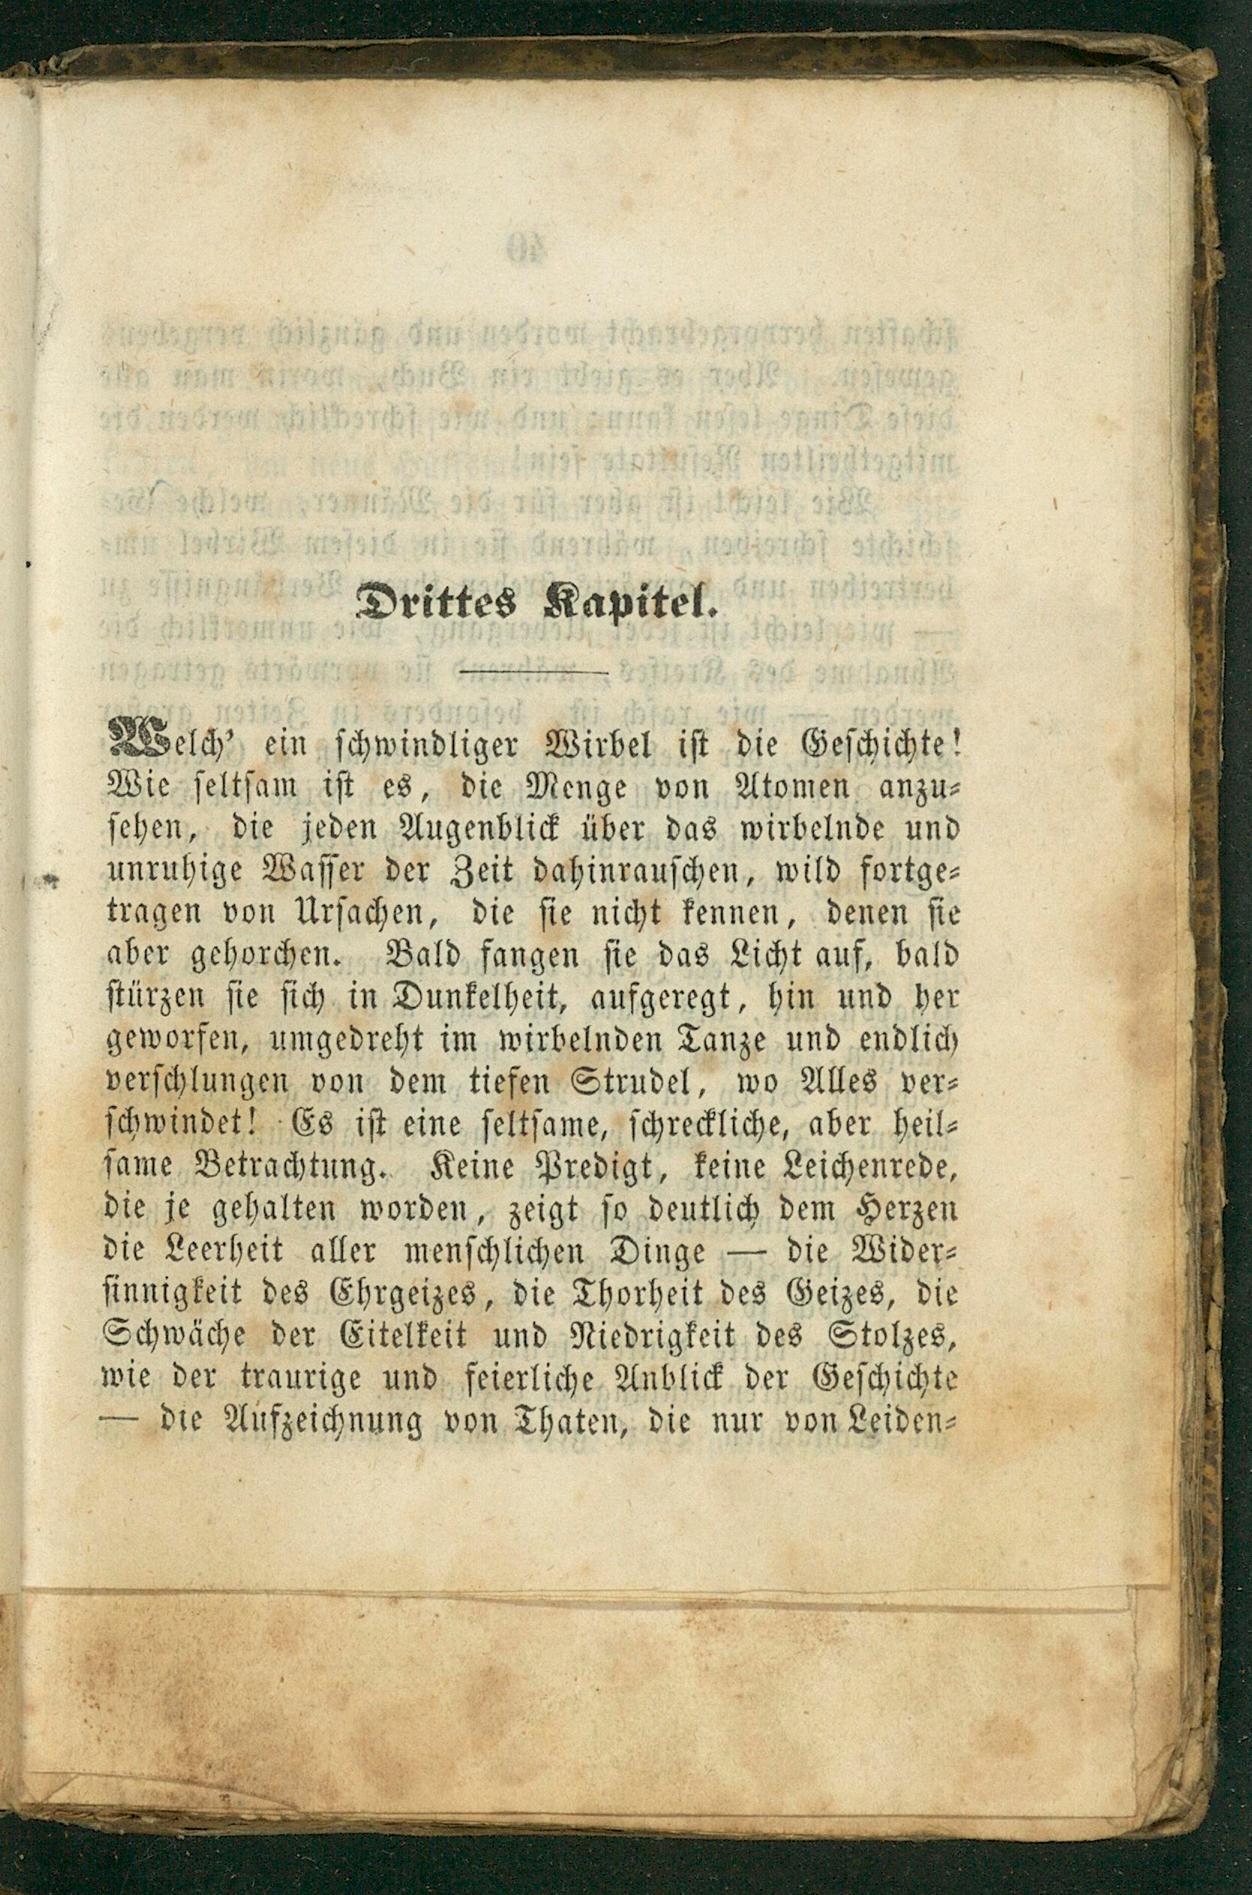 Drittes Kapitel.
Welch' ein schwindliger Wirbel ist die Geschichte!
Wie seltsam ist es, die Menge von Atomen anzu-
sehen, die jeden Augenblick über das wirbelnde und
unruhige Wasser der Zeit dahinrauschen, wild fortge-
tragen von Ursachen, die sie nicht kennen, denen sie
aber gehorchen. Bald fangen sie das Licht auf, bald
stürzen sie sich in Dunkelheit, aufgeregt, hin und her
geworfen, umgedreht im wirbelnden Tanze und endlich
verschlungen von dem tiefen Strudel, wo Alles ver-
schwindet! Es ist eine seltsame, schreckliche, aber heil-
same Betrachtung. Keine Predigt, keine Leichenrede,
die je gehalten worden, zeigt so deutlich dem Herzen
die Leerheit aller menschlichen Dinge — die Wider-
sinnigkeit des Ehrgeizes, die Thorheit des Geizes, die
Schwäche der Eitelkeit und Niedrigkeit des Stolzes,
wie der traurige und feierliche Anblick der Geschichte
— die Aufzeichnung von Thaten, die nur von Leiden-